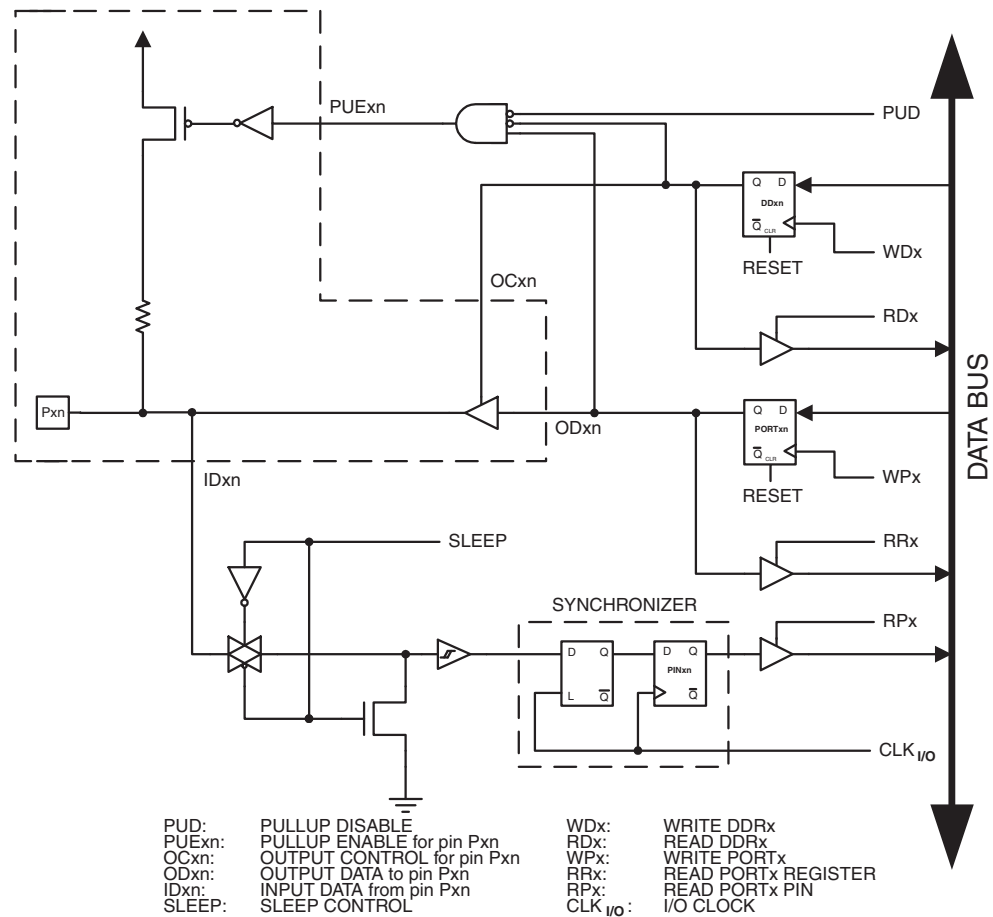 PUExn
PUD
Q D
DDxn
Q CLR
WDx
RESET
OCxn
RDx
DATA BUS
Pxn
Q D
PORTxn
ODxn
Q CLR
IDxn
WPx
RESET
SLEEP
RRx
SYNCHRONIZER
RPx
D Q
L Q
D Q
PINxn
Q
CLK I/O
PUD: PULLUP DISABLE
PUExn: PULLUP ENABLE for pin Pxn
OCxn: OUTPUT CONTROL for pin Pxn
ODxn: OUTPUT DATA to pin Pxn
IDxn: INPUT DATA from pin Pxn
SLEEP: SLEEP CONTROL
WDx: WRITE DDRx
RDx: READ DDRx
WPx: WRITE PORTx
RRx: READ PORTx REGISTER
RPx: READ PORTx PIN
CLK I/O: I/O CLOCK